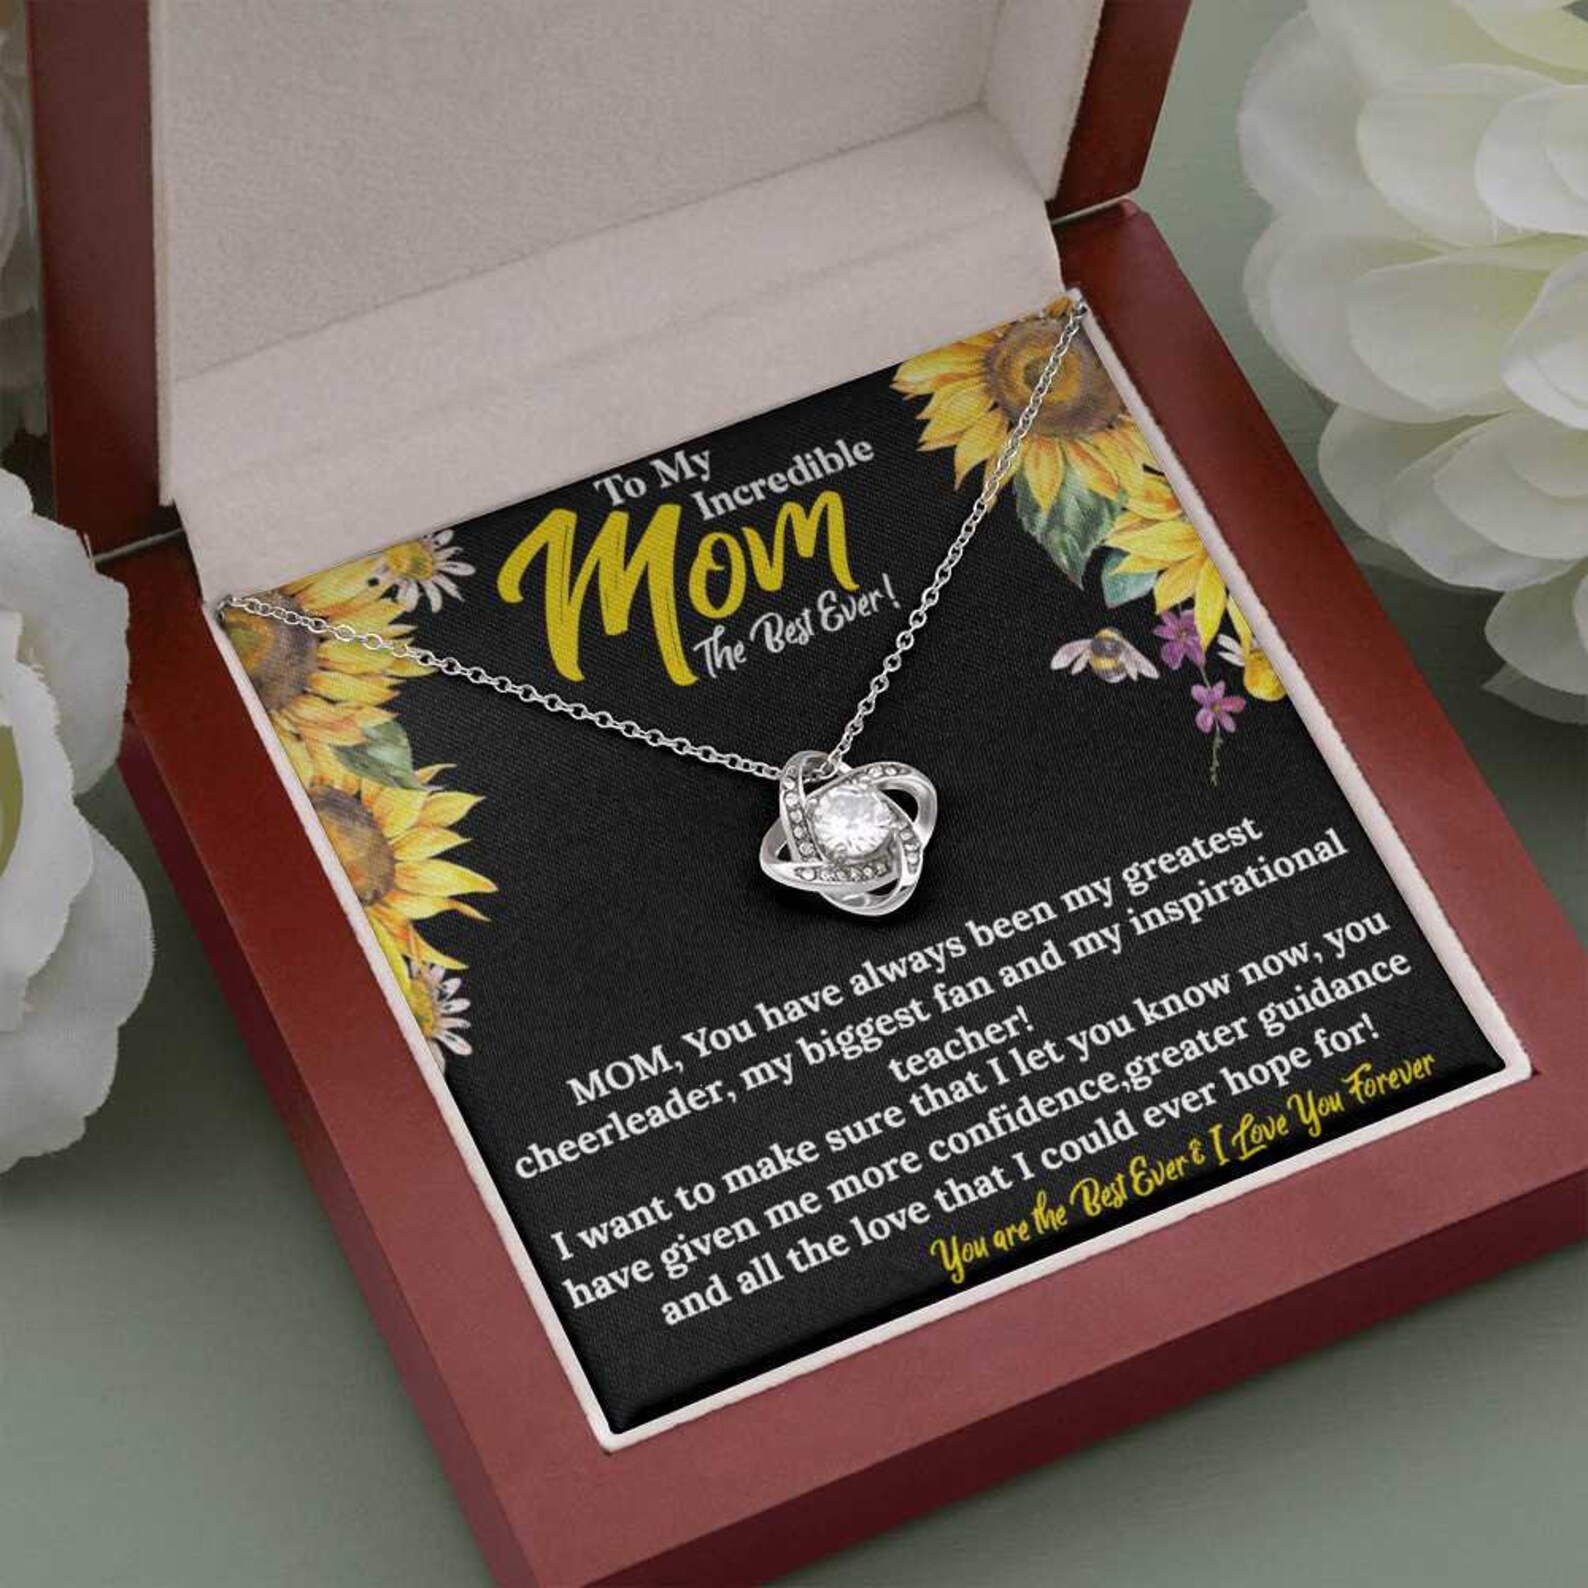 To My
Incredible
Mom
The Best Ever!
MOM, You have always been my greatest
cheerleader, my biggest fan and my inspirational
teacher!
I want to make sure that I let you know now, you
have given me more confidence,greater guidance
and all the love that I could ever hope for!
You are the Best Ever & I Love You Forever